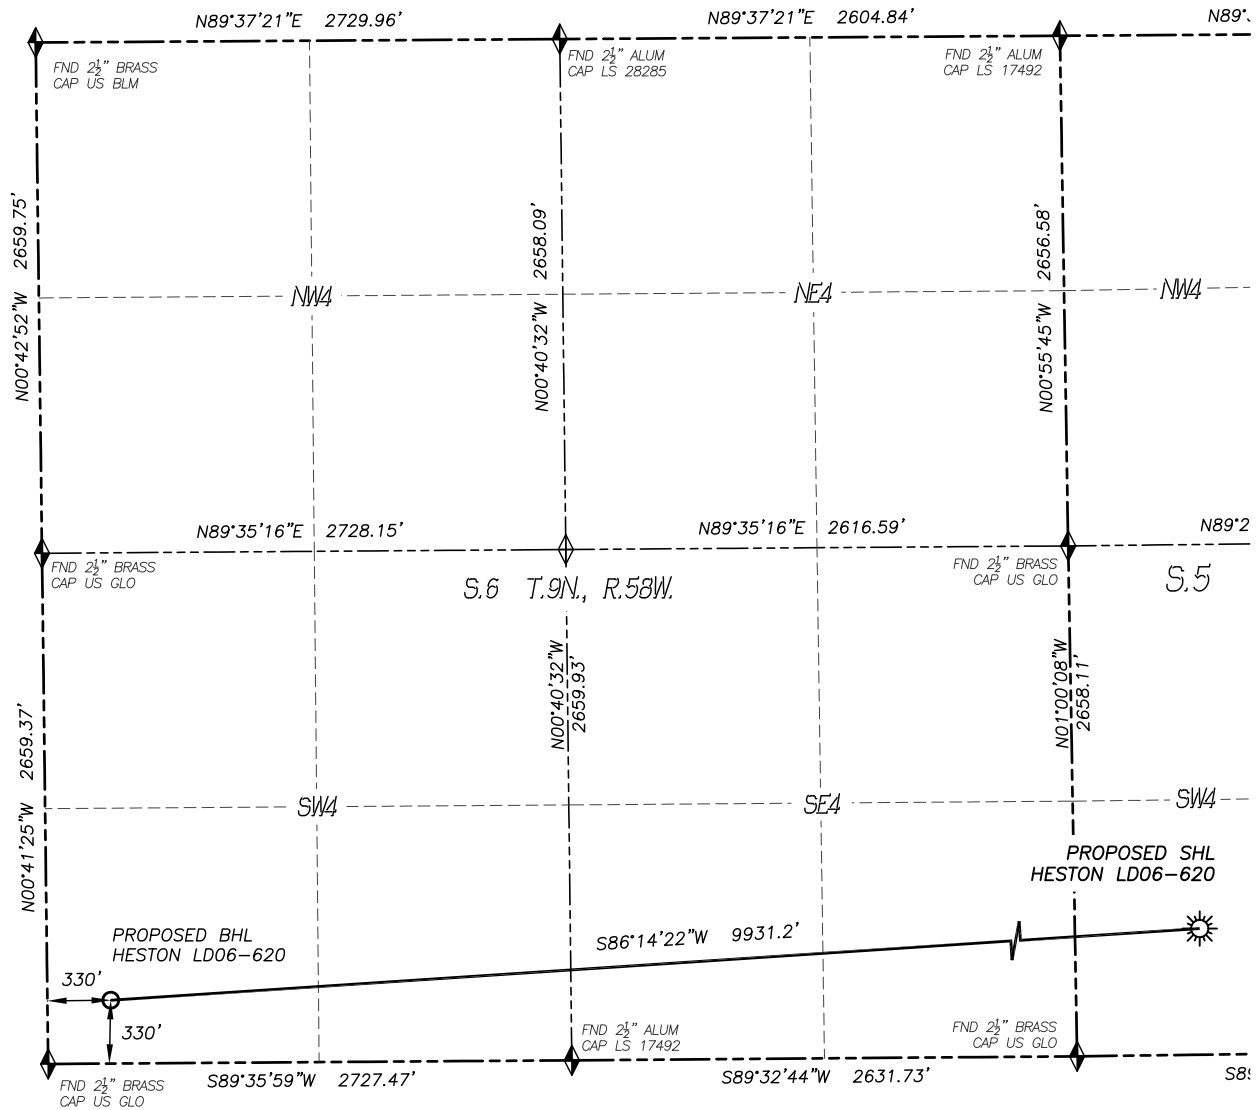 N89°37'21"E 2729.96'
N89°37'21"E 2604.84'
N89°
FND 2½" BRASS
CAP US BLM
FND 2½" ALUM
CAP LS 28285
FND 2½" ALUM
CAP LS 17492
N00°42'52"W 2659.75'
N00°40'32"W 2658.09'
N00°55'45"W 2656.58'
NW4
NE4
NW4
N89°35'16"E 2728.15'
N89°35'16"E 2616.59'
N89°2
FND 2½" BRASS
CAP US GLO
FND 2½" BRASS
CAP US GLO
S.6 T.9N., R.58W.
S.5
N00°41'25"W 2659.37'
N00°40'32"W
2659.93'
N01°00'08"W
2658.11'
SW4
SE4
SW4
PROPOSED SHL
HESTON LD06-620
PROPOSED BHL
HESTON LD06-620
S86°14'22"W 9931.2'
330'
330'
FND 2½" ALUM
CAP LS 17492
FND 2½" BRASS
CAP US GLO
S89°35'59"W 2727.47'
S89°32'44"W 2631.73'
S89
FND 2½" BRASS
CAP US GLO